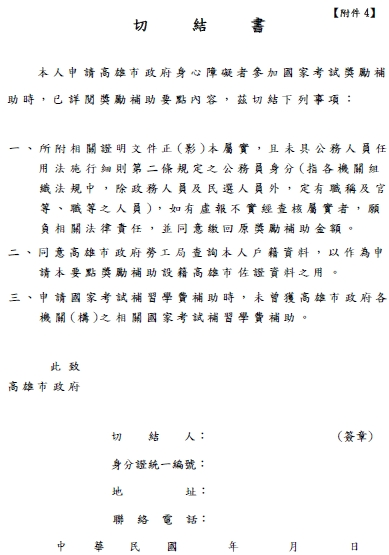 【附件 4】
切結書
本人申請高雄市政府身心障礙者參加國家考試獎勵補
助時，已詳閱獎勵補助要點內容，茲切結下列事項：
一、所附相關證明文件正(影)本屬實，且未具公務人員任
用法施行細則第二條規定之公務員身分(指各機關組
織法規中，除政務人員及民選人員外，定有職稱及官
等、職等之人員)，如有虛報不實經查核屬實者，願
負相關法律責任，並同意繳回原獎勵補助金額。
二、同意高雄市政府勞工局查詢本人戶籍資料，以作為申
請本要點獎勵補助設籍高雄市佐證資料之用。
三、申請國家考試補習學費補助時，未曾獲高雄市政府各
機關(構)之相關國家考試補習學費補助。
此致
高雄市政府
切結人：　　　　(簽章)
身分證統一編號：
地址：
聯絡電話：
中華民國　　年　　月　　日